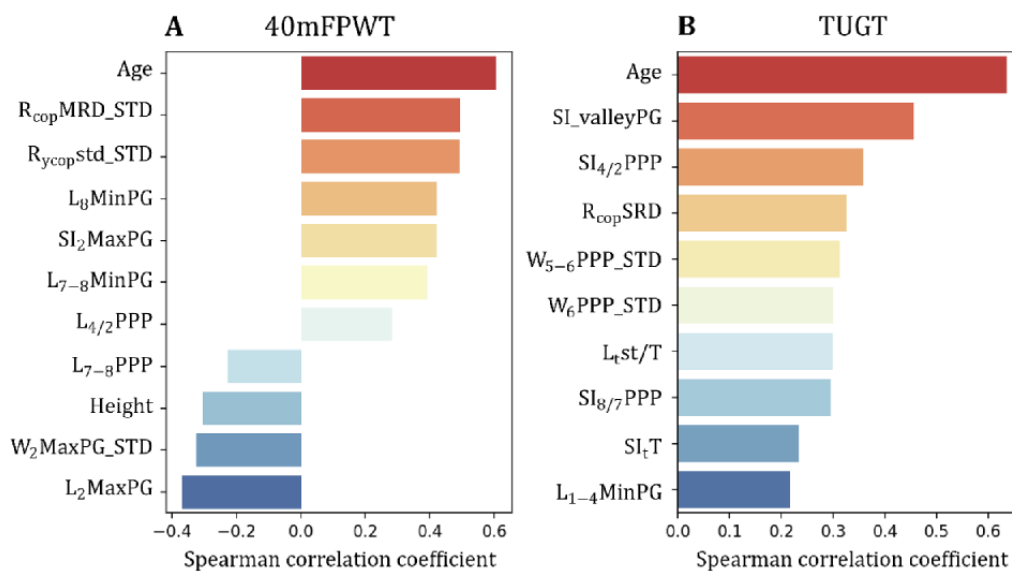 A 40mFPWT
Age
RcopMRD_STD
Rycopstd_STD
L8MinPG
SI2MaxPG
L7−8MinPG
L4/2PPP
L7−8PPP
Height
W2MaxPG_STD
L2MaxPG
−0.4 −0.2 0.0 0.2 0.4 0.6
Spearman correlation coefficient
B TUGT
Age
SI_valleyPG
SI4/2PPP
RcopSRD
W5−6PPP_STD
W6PPP_STD
Ltst/T
SI8/7PPP
SItT
L1−4MinPG
0.0 0.1 0.2 0.3 0.4 0.5 0.6
Spearman correlation coefficient